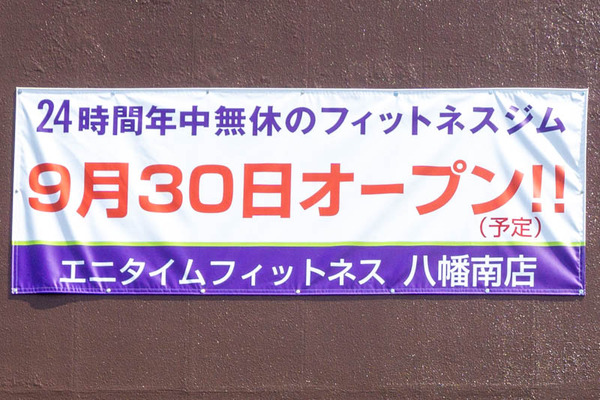 24時間年中無休のフィットネスジム
9月30日オープン!!
(予定)
エニタイムフィットネス 八幡南店